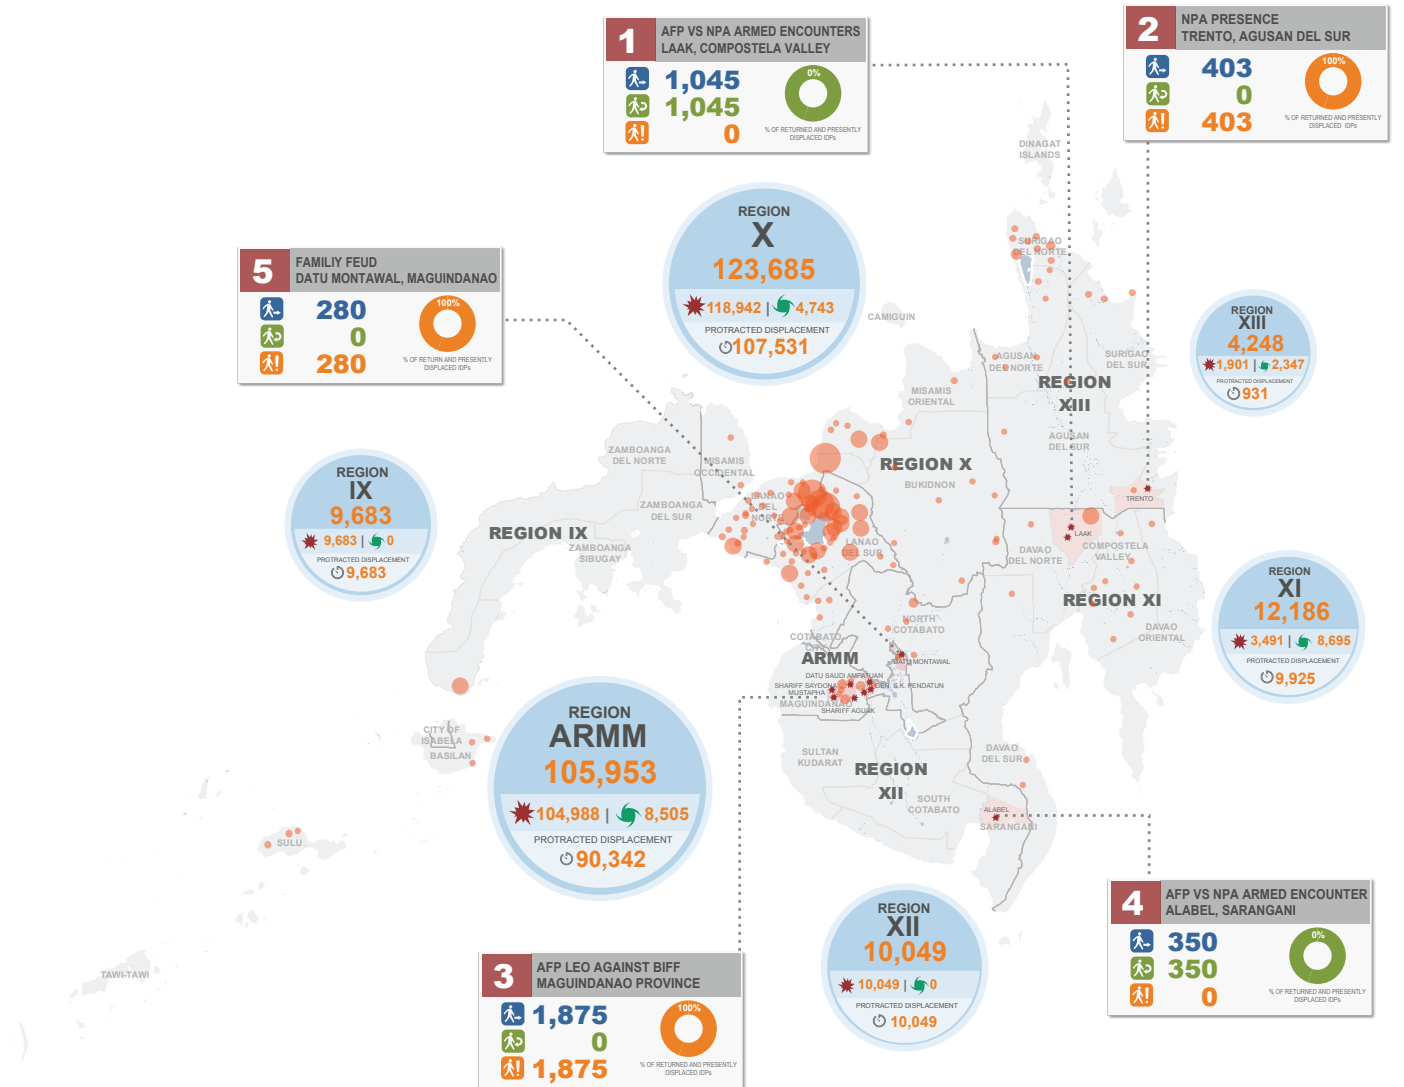 1
AFP VS NPA ARMED ENCOUNTERS
LAAK, COMPOSTELA VALLEY
1,045
1,045
0
0%
% OF RETURNED AND PRESENTLY
DISPLACED IDPs
2
NPA PRESENCE
TRENTO, AGUSAN DEL SUR
403
0
403
100%
% OF RETURNED AND PRESENTLY
DISPLACED IDPs
DINAGAT
ISLANDS
REGION
X
123,685
118,942 | 4,743
PROTRACTED DISPLACEMENT
107,531
5
FAMILIY FEUD
DATU MONTAWAL, MAGUINDANAO
280
0
280
100%
% OF RETURN AND PRESENTLY
DISPLACED IDPs
SURIGAO
DEL NORTE
CAMIGUIN
REGION
XIII
4,248
1,901 | 2,347
PROTRACTED DISPLACEMENT
931
AGUSAN
DEL NORTE
SURIGAO
DEL SUR
REGION
XIII
MISAMIS
ORIENTAL
AGUSAN
DEL SUR
ZAMBOANGA
DEL NORTE
MISAMIS
OCCIDENTAL
REGION X
BUKIDNON
REGION
IX
9,683
9,683 | 0
PROTRACTED DISPLACEMENT
9,683
ZAMBOANGA
DEL SUR
LANAO
DEL
NORTE
TRENTO
REGION IX
ZAMBOANGA
SIBUGAY
LANAO
DEL SUR
LAAK
DAVAO
DEL NORTE
COMPOSTELA
VALLEY
REGION XI
REGION
XI
12,186
3,491 | 8,695
PROTRACTED DISPLACEMENT
9,925
NORTH
COTABATO
DAVAO
ORIENTAL
COTABATO
CITY
ARMM
DATU MONTAWAL
DATU SAUDI AMPATUAN
SHARIFF SAYDONA
MUSTAPHA
GEN. S.K. PENDATUN
MAGUINDANAO
SHARIFF AGUAK
REGION
ARMM
105,953
104,988 | 8,505
PROTRACTED DISPLACEMENT
90,342
CITY OF
ISABELA
BASILAN
SULTAN
KUDARAT
DAVAO
DEL SUR
REGION
XII
SOUTH
COTABATO
ALABEL
SARANGANI
SULU
TAWI-TAWI
REGION
XII
10,049
10,049 | 0
PROTRACTED DISPLACEMENT
10,049
4
AFP VS NPA ARMED ENCOUNTER
ALABEL, SARANGANI
350
350
0
0%
% OF RETURNED AND PRESENTLY
DISPLACED IDPs
3
AFP LEO AGAINST BIFF
MAGUINDANAO PROVINCE
1,875
0
1,875
100%
% OF RETURNED AND PRESENTLY
DISPLACED IDPs